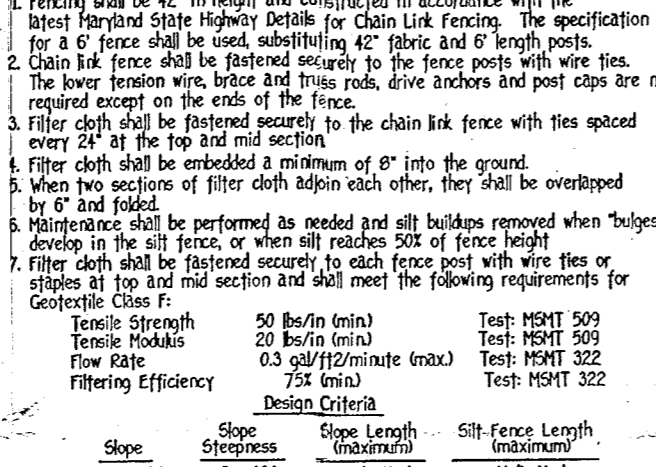 1. Fencing shall be 42" in height and constructed in accordance with the
latest Maryland State Highway Details for Chain Link Fencing. The specification
for a 6' fence shall be used, substituting 42" fabric and 6' length posts.
2. Chain link fence shall be fastened securely to the fence posts with wire ties.
The lower tension wire, brace and truss rods, drive anchors and post caps are
required except on the ends of the fence.
3. Filter cloth shall be fastened securely to the chain link fence with ties spaced
every 24" at the top and mid section
4. Filter cloth shall be embedded a minimum of 8" into the ground.
5. When two sections of filter cloth adjoin each other, they shall be overlapped
by 6" and folded.
6. Maintenance shall be performed as needed and silt buildups removed when "bulges
develop in the silt fence, or when silt reaches 50% of fence height
7. Filter cloth shall be fastened securely to each fence post with wire ties or
staples at top and mid section and shall meet the following requirements for
Geotextile Class F:
Tensile Strength 50 lbs/in (min.) Test: MSMT 509
Tensile Modulus 20 lbs/in (min.) Test: MSMT 509
Flow Rate 0.3 gal/ft2/minute (max.) Test: MSMT 322
Filtering Efficiency 75% (min.) Test: MSMT 322
Design Criteria
Slope Slope Length Silt Fence Length
Slope Steepness (maximum) (maximum)